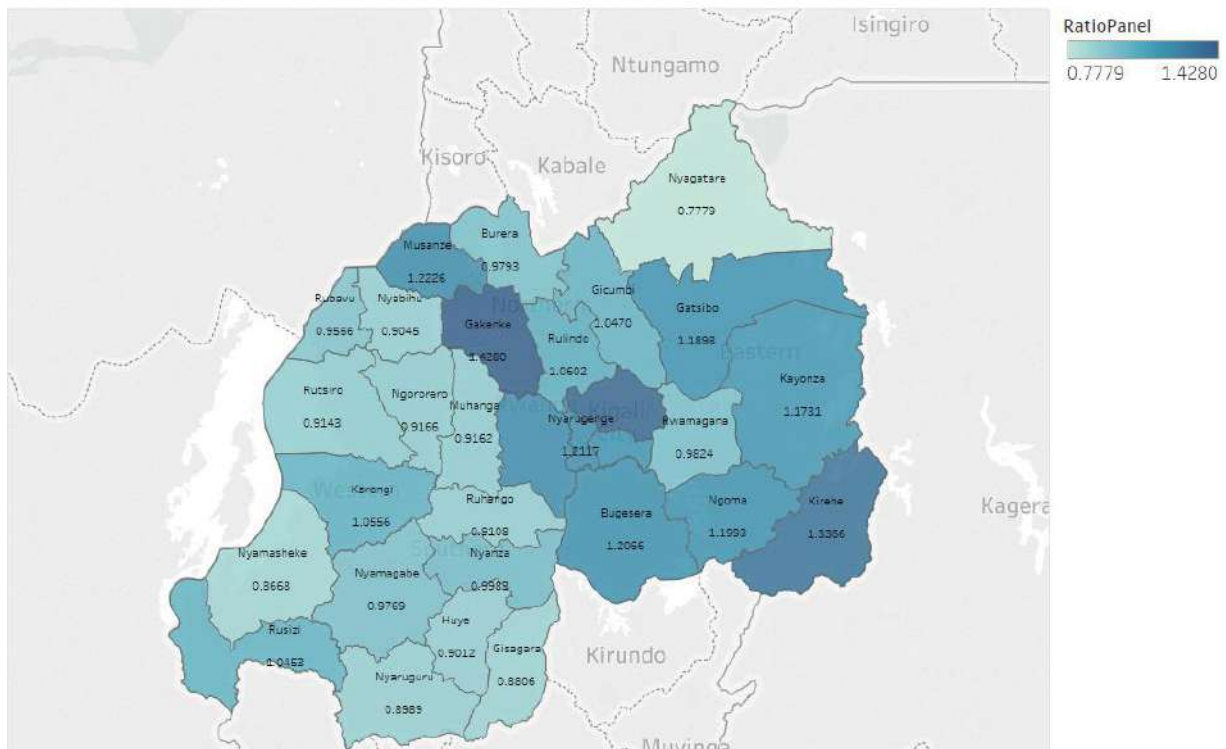 Isingiro
RatioPanel
0.7779 1.4280
Ntungamo
Kisoro
Kabale
Nyagatare
0.7779
Burera
0.9793
Musanze
1.2226
Gicumbi
1.0470
Gatsibo
1.1898
Rubavu
0.9566
Nyabihu
0.9045
Gakenke
1.4280
Rulindo
1.0602
Eastern
Kayonza
1.1731
Rutsiro
0.9143
Ngororero
0.9166
Muhanga
0.9162
Kigali
Nyarugenge
1.2117
Rwamagana
0.9824
Karongi
1.0556
Ruhango
0.9108
Bugesera
1.2066
Ngoma
1.1993
Kirehe
1.3366
Kagera
Nyamasheke
0.8668
Nyamagabe
0.9769
Nyanza
0.9983
Rusizi
1.0453
Huye
0.9012
Gisagara
0.8806
Kirundo
Nyaruguru
0.8989
Muyinga